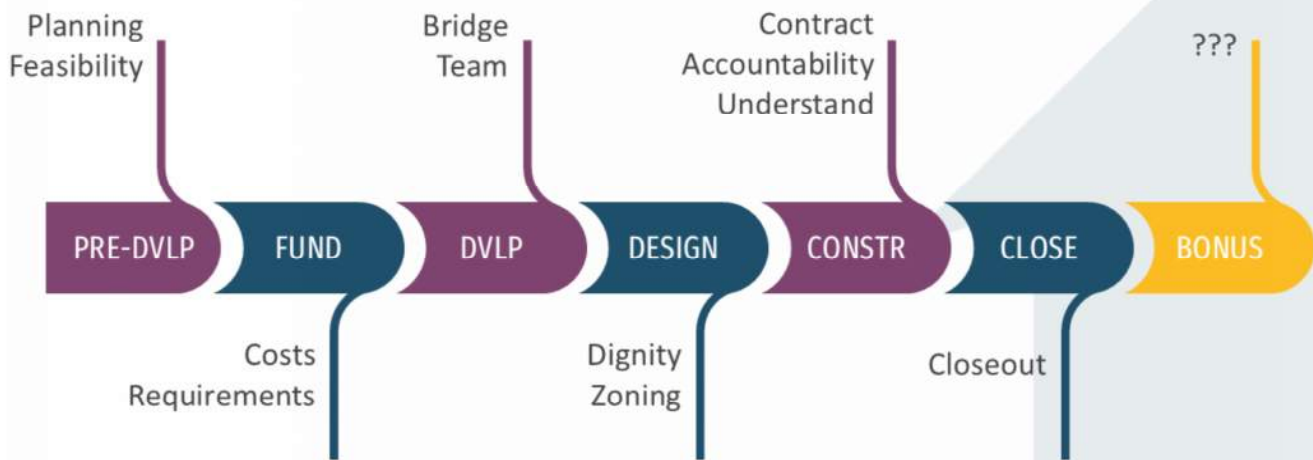 Planning
Feasibility
Bridge
Team
Contract
Accountability
Understand
???
PRE-DVLP
FUND
DVLP
DESIGN
CONSTR
CLOSE
BONUS
Costs
Requirements
Dignity
Zoning
Closeout